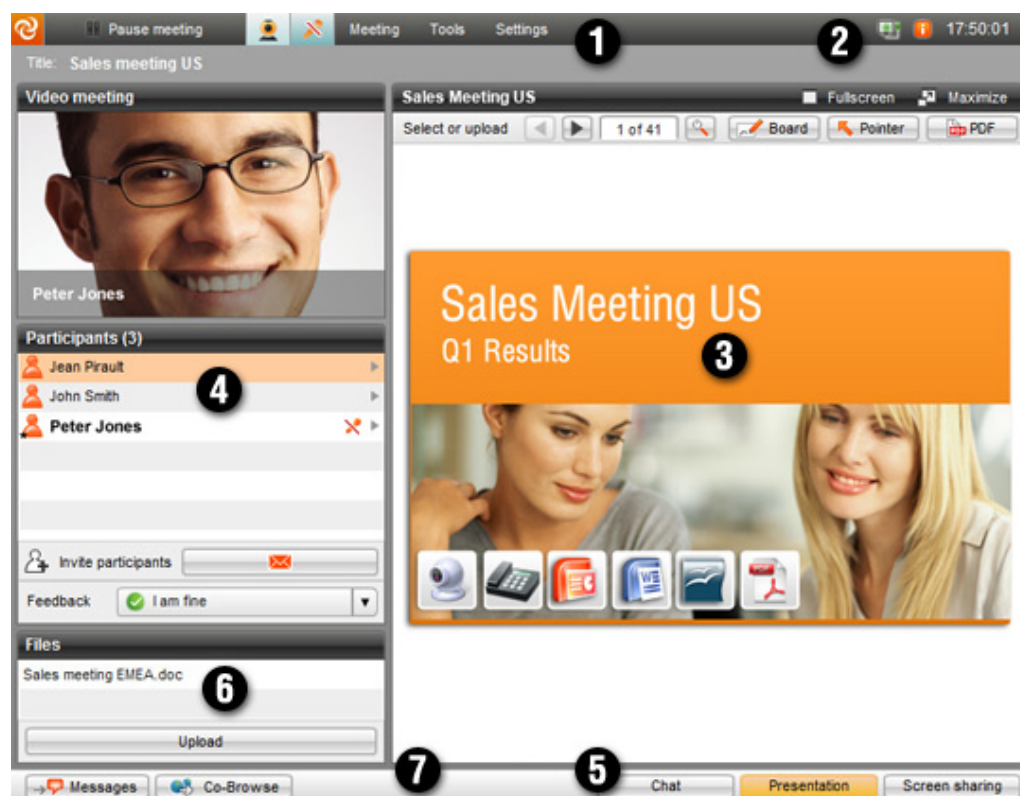 Pause meeting Meeting Tools Settings 1 2 17:50:01
Title: Sales meeting US
Video meeting
Peter Jones
Participants (3)
Jean Pirault
4
John Smith
Peter Jones
Invite participants
Feedback I am fine
Files
Sales meeting EMEA.doc
6
Upload
Sales Meeting US Fullscreen Maximize
Select or upload 1 of 41 Board Pointer PDF
Sales Meeting US
Q1 Results 3
Messages Co-Browse 7 5 Chat Presentation Screen sharing